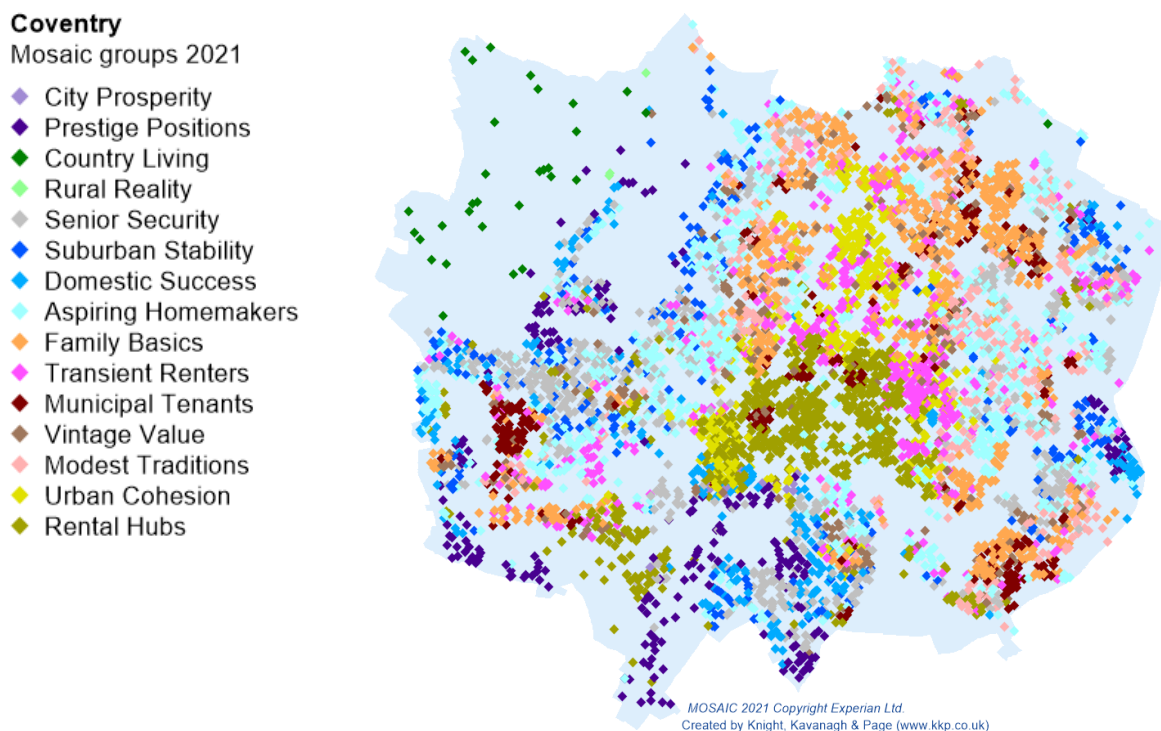 Coventry
Mosaic groups 2021
City Prosperity
Prestige Positions
Country Living
Rural Reality
Senior Security
Suburban Stability
Domestic Success
Aspiring Homemakers
Family Basics
Transient Renters
Municipal Tenants
Vintage Value
Modest Traditions
Urban Cohesion
Rental Hubs
MOSAIC 2021 Copyright Experian Ltd.
Created by Knight, Kavanagh & Page (www.kkp.co.uk)